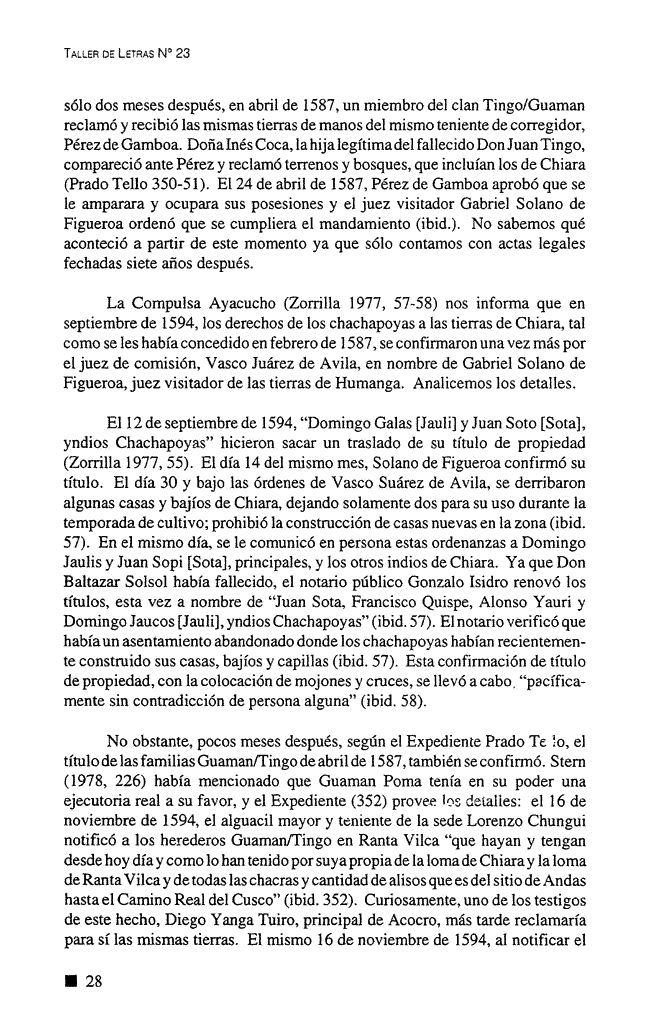 TALLER DE LETRAS N° 23
sólo dos meses después, en abril de 1587, un miembro del clan Tingo/Guaman
reclamó y recibió las mismas tierras de manos del mismo teniente de corregidor,
Pérez de Gamboa. Doña Inés Coca, la hija legítima del fallecido Don Juan Tingo,
compareció ante Pérez y reclamó terrenos y bosques, que incluían los de Chiara
(Prado Tello 350-51). El 24 de abril de 1587, Pérez de Gamboa aprobó que se
le amparara y ocupara sus posesiones y el juez visitador Gabriel Solano de
Figueroa ordenó que se cumpliera el mandamiento (ibid.). No sabemos qué
aconteció a partir de este momento ya que sólo contamos con actas legales
fechadas siete años después.
La Compulsa Ayacucho (Zorrilla 1977, 57-58) nos informa que en
septiembre de 1594, los derechos de los chachapoyas a las tierras de Chiara, tal
como se les había concedido en febrero de 1587, se confirmaron una vez más por
el juez de comisión, Vasco Juárez de Avila, en nombre de Gabriel Solano de
Figueroa, juez visitador de las tierras de Humanga. Analicemos los detalles.
El 12 de septiembre de 1594, “Domingo Galas [Jauli] y Juan Soto [Sota],
yndios Chachapoyas” hicieron sacar un traslado de su título de propiedad
(Zorrilla 1977, 55). El día 14 del mismo mes, Solano de Figueroa confirmó su
título. El día 30 y bajo las órdenes de Vasco Suárez de Avila, se derribaron
algunas casas y bajíos de Chiara, dejando solamente dos para su uso durante la
temporada de cultivo; prohibió la construcción de casas nuevas en la zona (ibid.
57). En el mismo día, se le comunicó en persona estas ordenanzas a Domingo
Jaulis y Juan Sopi [Sota], principales, y los otros indios de Chiara. Ya que Don
Baltazar Solsol había fallecido, el notario público Gonzalo Isidro renovó los
títulos, esta vez a nombre de “Juan Sota, Francisco Quispe, Alonso Yauri y
Domingo Jaucos [Jauli], yndios Chachapoyas” (ibid. 57). El notario verificó que
había un asentamiento abandonado donde los chachapoyas habían recientemen-
te construido sus casas, bajíos y capillas (ibid. 57). Esta confirmación de título
de propiedad, con la colocación de mojones y cruces, se llevó a cabo, “pacífica-
mente sin contradicción de persona alguna” (ibid. 58).
No obstante, pocos meses después, según el Expediente Prado Te lo, el
título de las familias Guaman/Tingo de abril de 1587, también se confirmó. Stern
(1978, 226) había mencionado que Guaman Poma tenía en su poder una
ejecutoria real a su favor, y el Expediente (352) provee los detalles: el 16 de
noviembre de 1594, el alguacil mayor y teniente de la sede Lorenzo Chungui
notificó a los herederos Guaman/Tingo en Ranta Vilca “que hayan y tengan
desde hoy día y como lo han tenido por suya propia de la loma de Chiara y la loma
de Ranta Vilca y de todas las chacras y cantidad de alisos que es del sitio de Andas
hasta el Camino Real del Cusco” (ibid. 352). Curiosamente, uno de los testigos
de este hecho, Diego Yanga Tuiro, principal de Acocro, más tarde reclamaría
para sí las mismas tierras. El mismo 16 de noviembre de 1594, al notificar el
■ 28